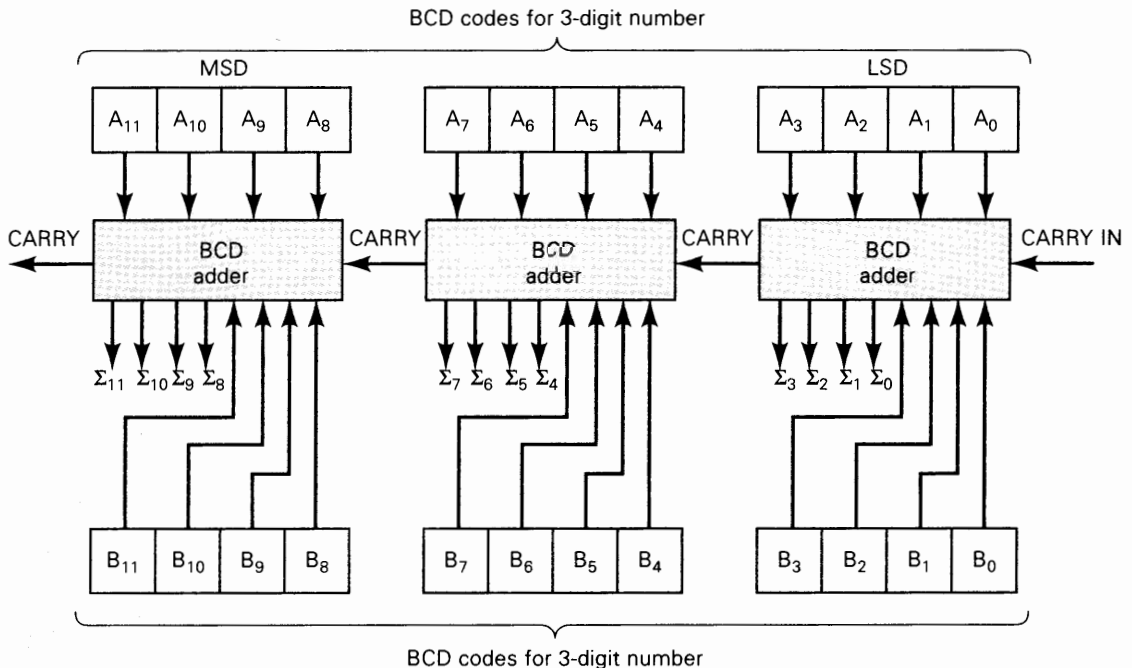 BCD codes for 3-digit number
MSD LSD
A₁₁ A₁₀ A₉ A₈ A₇ A₆ A₅ A₄ A₃ A₂ A₁ A₀
CARRY BCD adder CARRY BCD adder CARRY BCD adder CARRY IN
Σ₁₁ Σ₁₀ Σ₉ Σ₈ Σ₇ Σ₆ Σ₅ Σ₄ Σ₃ Σ₂ Σ₁ Σ₀
B₁₁ B₁₀ B₉ B₈ B₇ B₆ B₅ B₄ B₃ B₂ B₁ B₀
BCD codes for 3-digit number